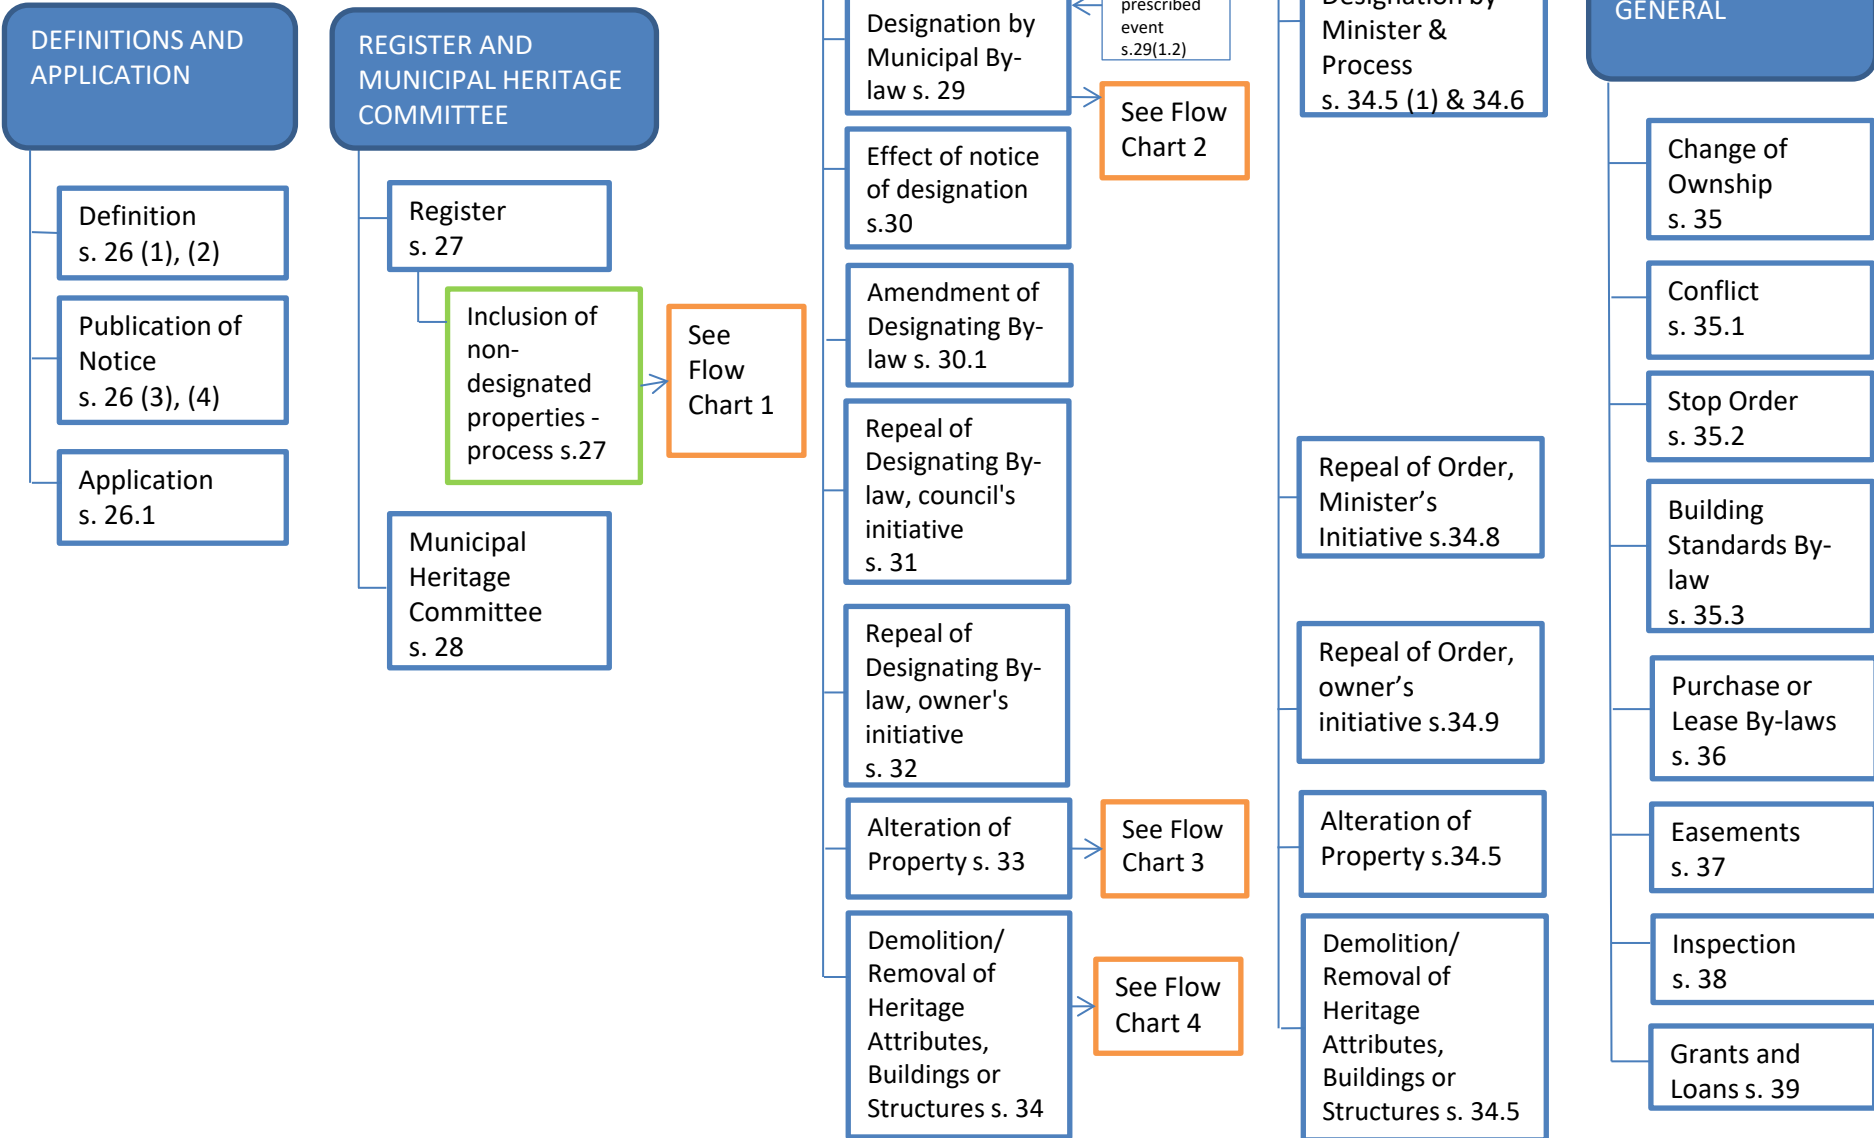 DEFINITIONS AND
APPLICATION
Definition
s. 26 (1), (2)
Publication of
Notice
s. 26 (3), (4)
Application
s. 26.1
REGISTER AND
MUNICIPAL HERITAGE
COMMITTEE
Register
s. 27
Inclusion of
non-
designated
properties -
process s.27
See
Flow
Chart 1
Municipal
Heritage
Committee
s. 28
Designation by
Municipal By-
law s. 29
prescribed
event
s.29(1.2)
See Flow
Chart 2
Effect of notice
of designation
s.30
Amendment of
Designating By-
law s. 30.1
Repeal of
Designating By-
law, council's
initiative
s. 31
Repeal of
Designating By-
law, owner's
initiative
s. 32
Alteration of
Property s. 33
See Flow
Chart 3
Demolition/
Removal of
Heritage
Attributes,
Buildings or
Structures s. 34
See Flow
Chart 4
Designation by
Minister &
Process
s. 34.5 (1) & 34.6
Repeal of Order,
Minister’s
Initiative s.34.8
Repeal of Order,
owner’s
initiative s.34.9
Alteration of
Property s.34.5
Demolition/
Removal of
Heritage
Attributes,
Buildings or
Structures s. 34.5
GENERAL
Change of
Ownship
s. 35
Conflict
s. 35.1
Stop Order
s. 35.2
Building
Standards By-
law
s. 35.3
Purchase or
Lease By-laws
s. 36
Easements
s. 37
Inspection
s. 38
Grants and
Loans s. 39